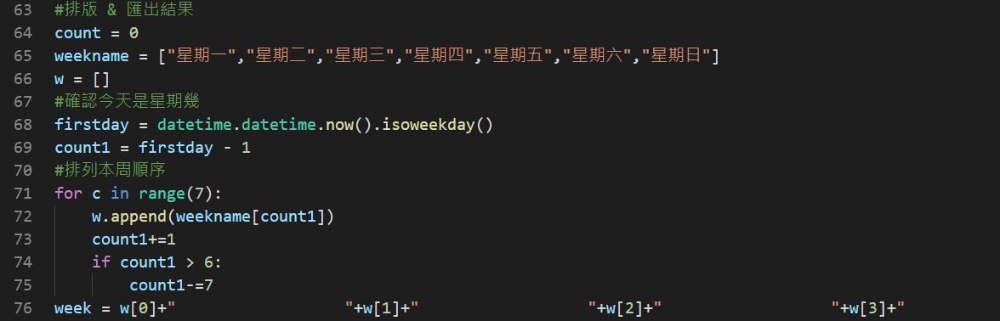 63 #排版 & 匯出結果
64 count = 0
65 weekname = ["星期一","星期二","星期三","星期四","星期五","星期六","星期日"]
66 w = []
67 #確認今天是星期幾
68 firstday = datetime.datetime.now().isoweekday()
69 count1 = firstday - 1
70 #排列本周順序
71 for c in range(7):
72     w.append(weekname[count1])
73     count1+=1
74     if count1 > 6:
75         count1-=7
76 week = w[0]+"                  "+w[1]+"                  "+w[2]+"                  "+w[3]+"